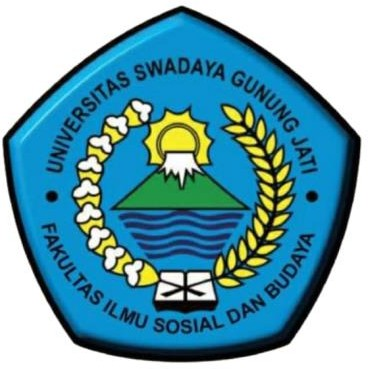 UNIVERSITAS SWADAYA GUNUNG JATI
FAKULTAS ILMU SOSIAL DAN BUDAYA